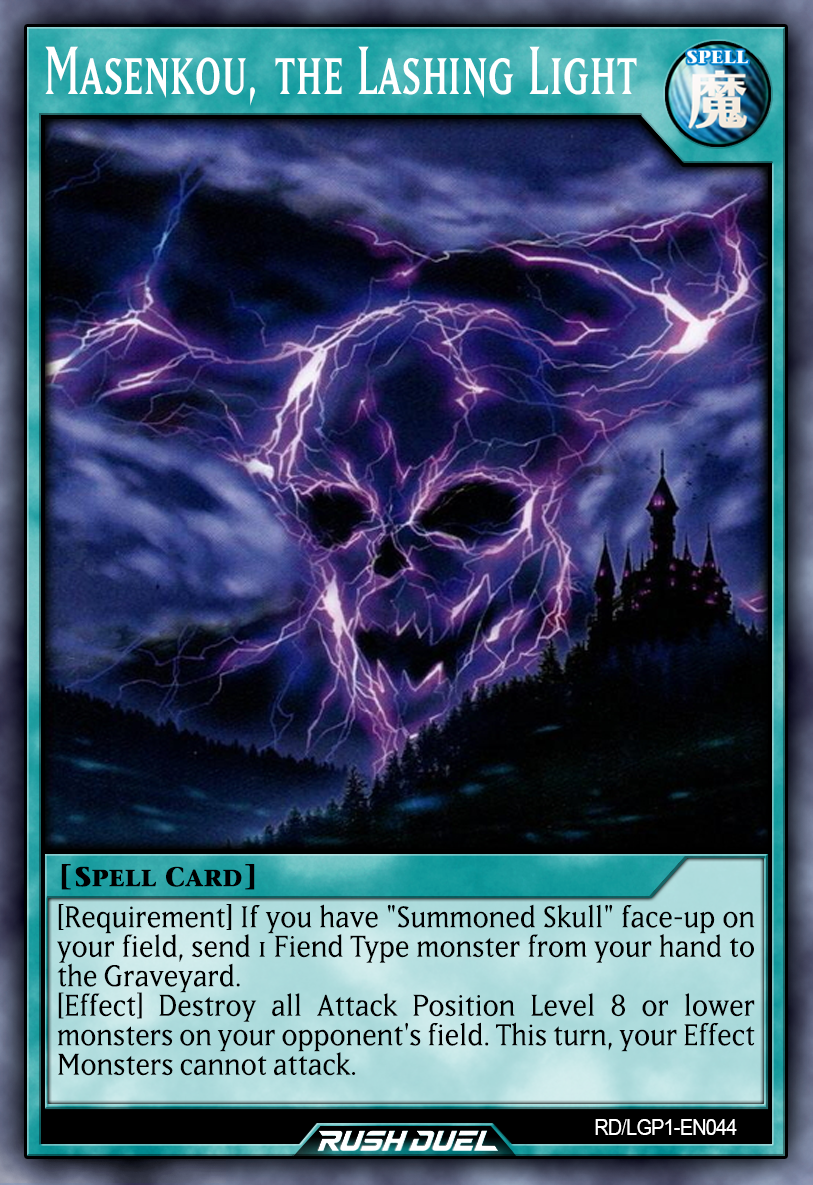 Masenkou, the Lashing Light
SPELL
魔
[Spell Card]
[Requirement] If you have "Summoned Skull" face-up on
your field, send 1 Fiend Type monster from your hand to
the Graveyard.
[Effect] Destroy all Attack Position Level 8 or lower
monsters on your opponent's field. This turn, your Effect
Monsters cannot attack.
RD/LGP1-EN044
RUSH DUEL